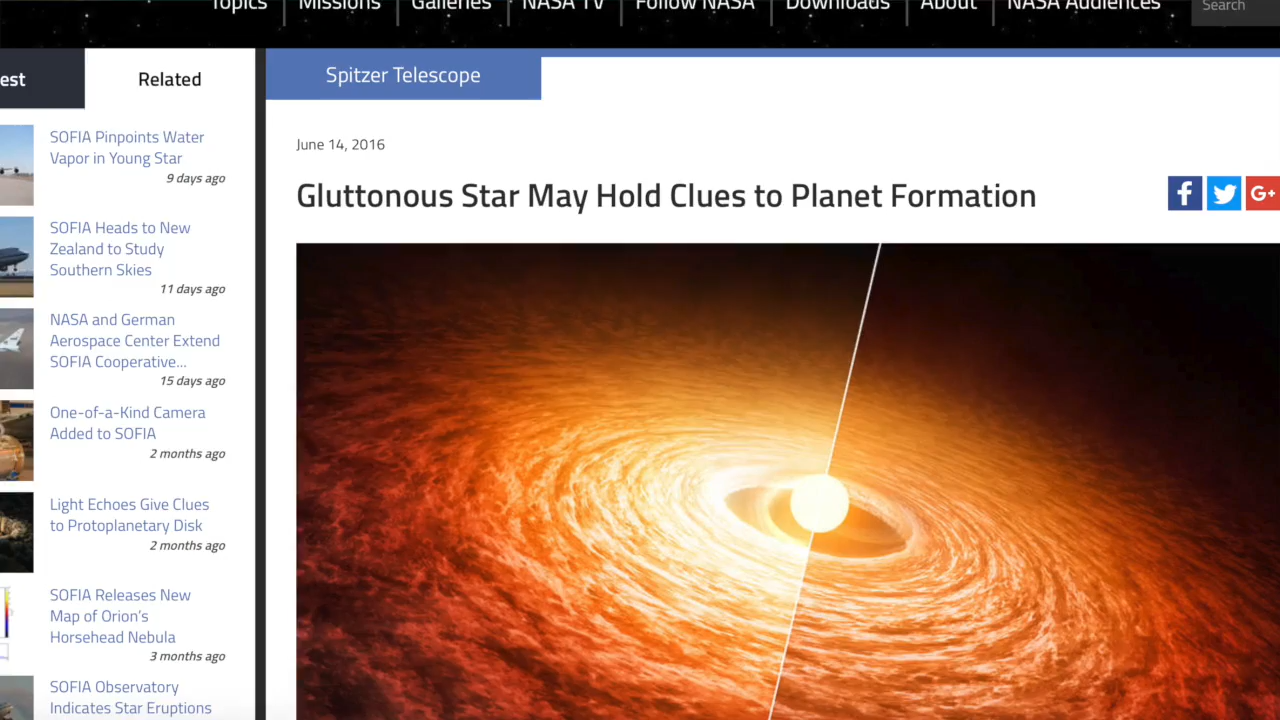 Topics
Missions
Galleries
NASA TV
Follow NASA
Downloads
About
NASA Audiences
Search
est
Related
SOFIA Pinpoints Water
Vapor in Young Star
9 days ago
SOFIA Heads to New
Zealand to Study
Southern Skies
11 days ago
NASA and German
Aerospace Center Extend
SOFIA Cooperative...
15 days ago
One-of-a-Kind Camera
Added to SOFIA
2 months ago
Light Echoes Give Clues
to Protoplanetary Disk
2 months ago
SOFIA Releases New
Map of Orion's
Horsehead Nebula
3 months ago
SOFIA Observatory
Indicates Star Eruptions
Spitzer Telescope
June 14, 2016
Gluttonous Star May Hold Clues to Planet Formation
f
G+